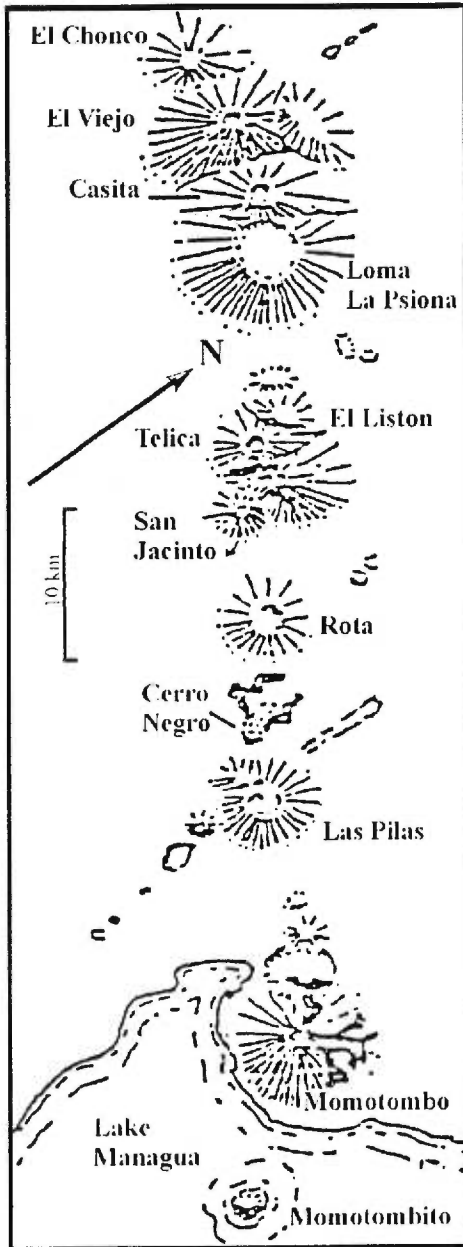 El Chonco
El Viejo
Casita
Loma
La Psiona
N
El Liston
Telica
San
Jacinto
10 km
Rota
Cerro
Negro
Las Pilas
Momotombo
Lake
Managua
Momotombito